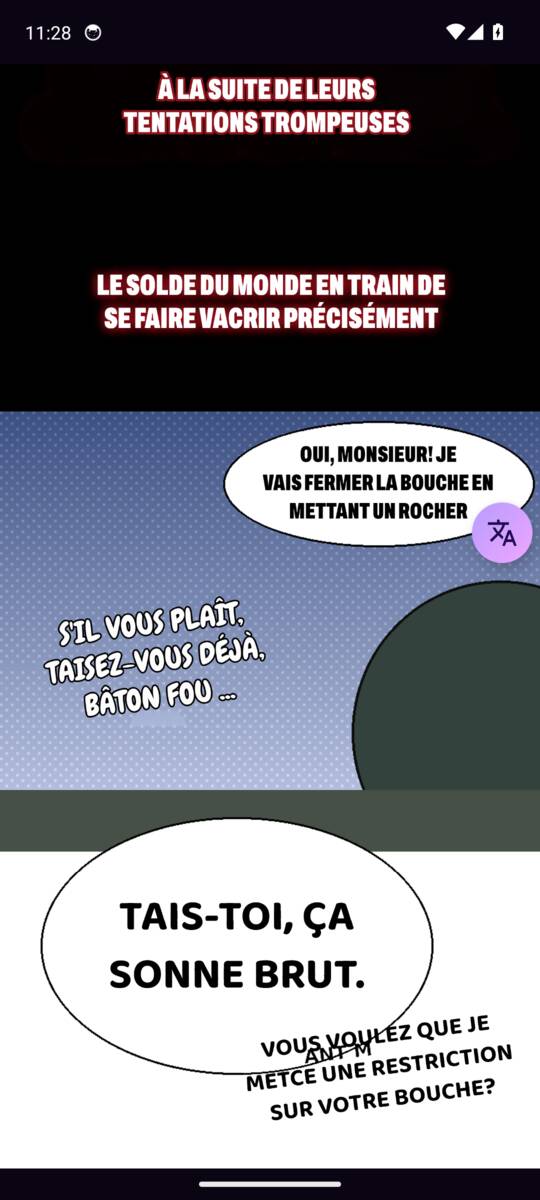 11:28
À LA SUITE DE LEURS
TENTATIONS TROMPEUSES
LE SOLDE DU MONDE EN TRAIN DE
SE FAIRE VACRIR PRÉCISÉMENT
OUI, MONSIEUR! JE
VAIS FERMER LA BOUCHE EN
METTANT UN ROCHER
S'IL VOUS PLAÎT,
TAISEZ-VOUS DÉJÀ,
BÂTON FOU ...
TAIS-TOI, ÇA
SONNE BRUT.
VOUS VOULEZ QUE JE
ANT M
METCE UNE RESTRICTION
SUR VOTRE BOUCHE?